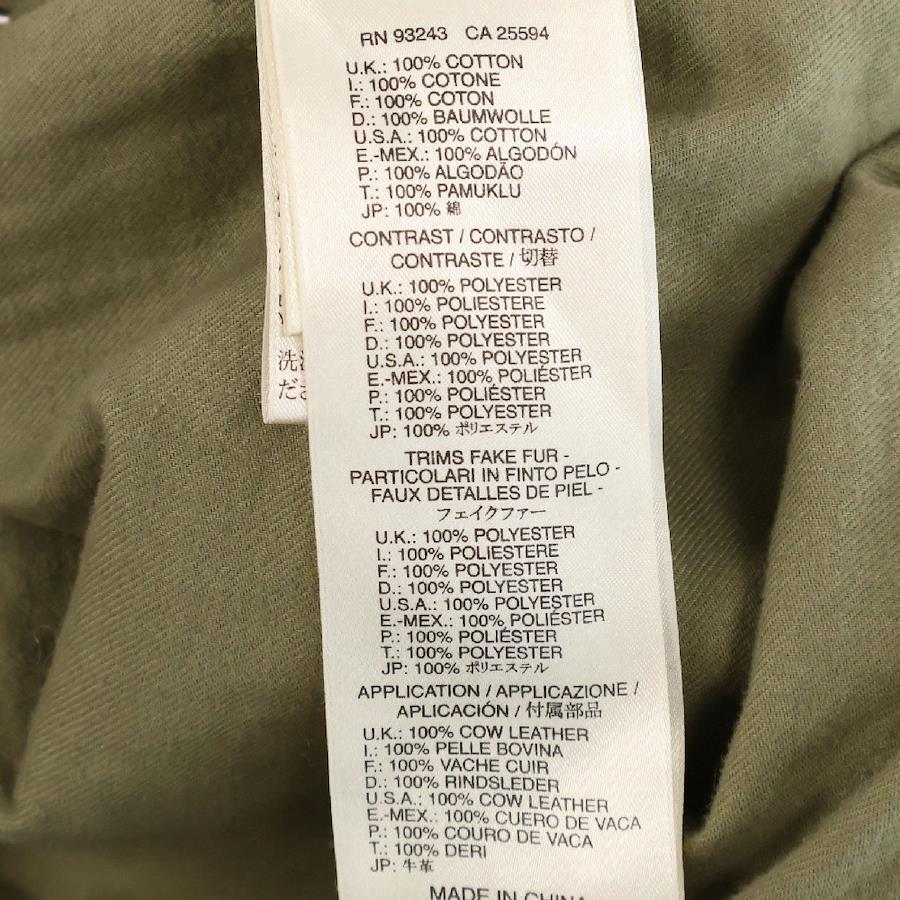 RN 93243 CA 25594
U.K.: 100% COTTON
I.: 100% COTONE
F.: 100% COTON
D.: 100% BAUMWOLLE
U.S.A.: 100% COTTON
E.-MEX.: 100% ALGODÓN
P.: 100% ALGODÃO
T.: 100% PAMUKLU
JP: 100% 綿
CONTRAST / CONTRASTO /
CONTRASTE / 切替
U.K.: 100% POLYESTER
I.: 100% POLIESTERE
F.: 100% POLYESTER
D.: 100% POLYESTER
U.S.A.: 100% POLYESTER
E.-MEX.: 100% POLIÉSTER
P.: 100% POLIÉSTER
T.: 100% POLYESTER
JP: 100% ポリエステル
TRIMS FAKE FUR -
PARTICOLARI IN FINTO PELO -
FAUX DETALLES DE PIEL -
フェイクファー
U.K.: 100% POLYESTER
I.: 100% POLIESTERE
F.: 100% POLYESTER
D.: 100% POLYESTER
U.S.A.: 100% POLYESTER
E.-MEX.: 100% POLIÉSTER
P.: 100% POLIÉSTER
T.: 100% POLYESTER
JP: 100% ポリエステル
APPLICATION / APPLICAZIONE /
APLICACIÓN / 付属部品
U.K.: 100% COW LEATHER
I.: 100% PELLE BOVINA
F.: 100% VACHE CUIR
D.: 100% RINDSLEDER
U.S.A.: 100% COW LEATHER
E.-MEX.: 100% CUERO DE VACA
P.: 100% COURO DE VACA
T.: 100% DERI
JP: 牛革
MADE IN CHINA
洗
ださ